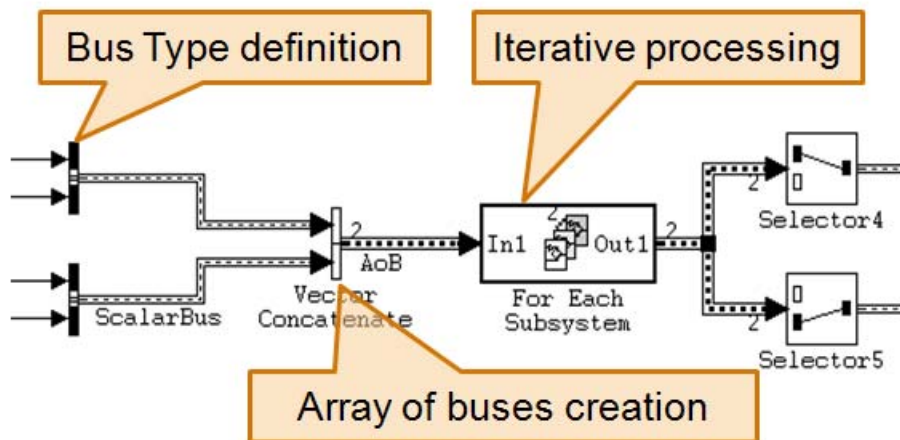 Bus Type definition
Iterative processing
2
Selector4
2
AoB
In1
2
Out1
2
ScalarBus
Vector
Concatenate
For Each
Subsystem
2
Selector5
Array of buses creation